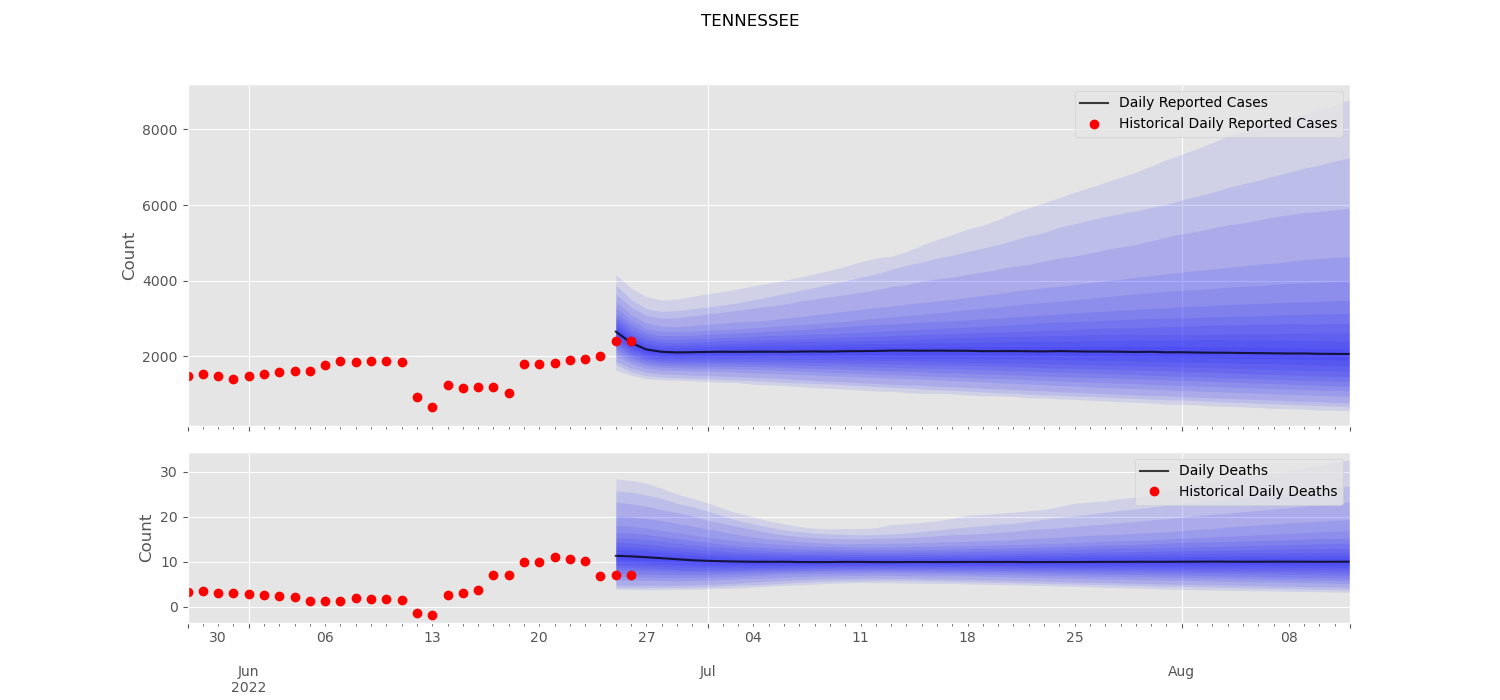 TENNESSEE
Daily Reported Cases
Historical Daily Reported Cases
8000
6000
4000
2000
Count
Daily Deaths
Historical Daily Deaths
30
20
10
0
Count
30 06 13 20 27 04 11 18 25 08
Jun Jul Aug
2022